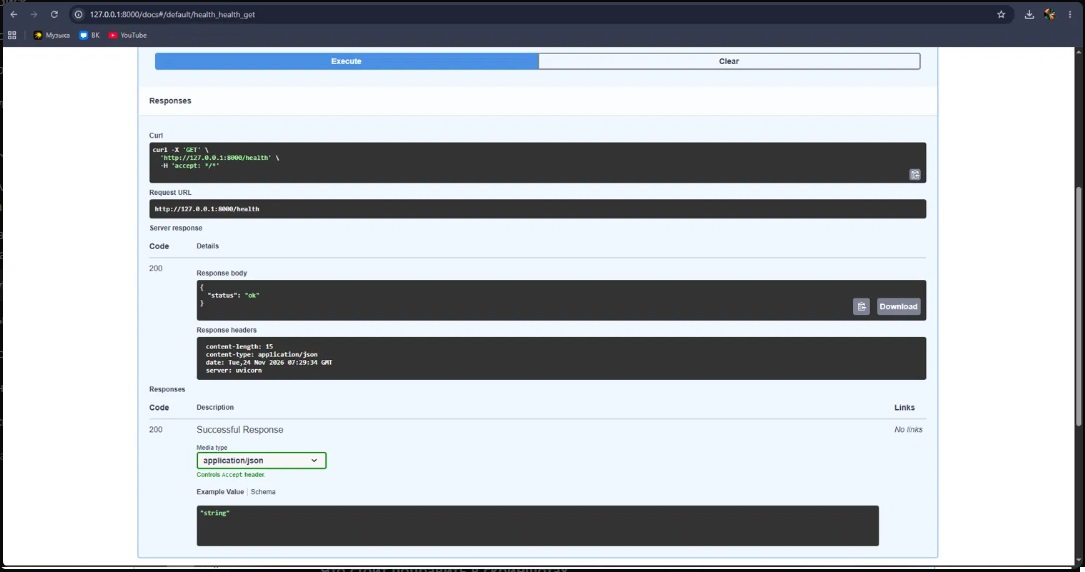 127.0.0.1:8000/docs#/default/health_health_get
Музыка ВК YouTube
Execute Clear
Responses
Curl
curl -X 'GET' \
'http://127.0.0.1:8000/health' \
-H 'accept: */*'
Request URL
http://127.0.0.1:8000/health
Server response
Code Details
200
Response body
{
"status": "ok"
}
Download
Response headers
content-length: 15
content-type: application/json
date: Tue,24 Nov 2026 07:29:34 GMT
server: uvicorn
Responses
Code Description Links
200 Successful Response No links
Media type
application/json
Controls Accept header.
Example Value | Schema
"string"